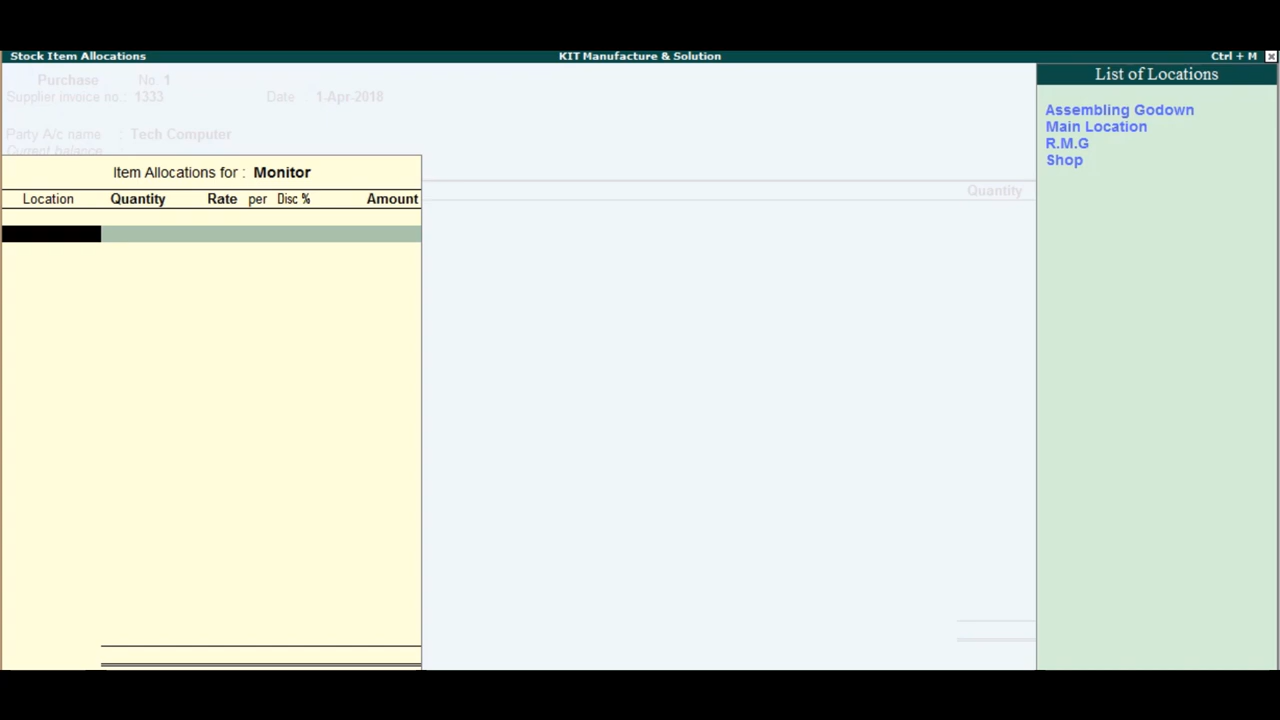 Stock Item Allocations KIT Manufacture & Solution Ctrl + M
List of Locations
Purchase No. 1
Supplier invoice no.: 1333 Date 1-Apr-2018
Assembling Godown
Main Location
Party A/c name : Tech Computer
R.M.G
Current balance :
Shop
Item Allocations for : Monitor
Quantity
Location Quantity Rate per Disc % Amount